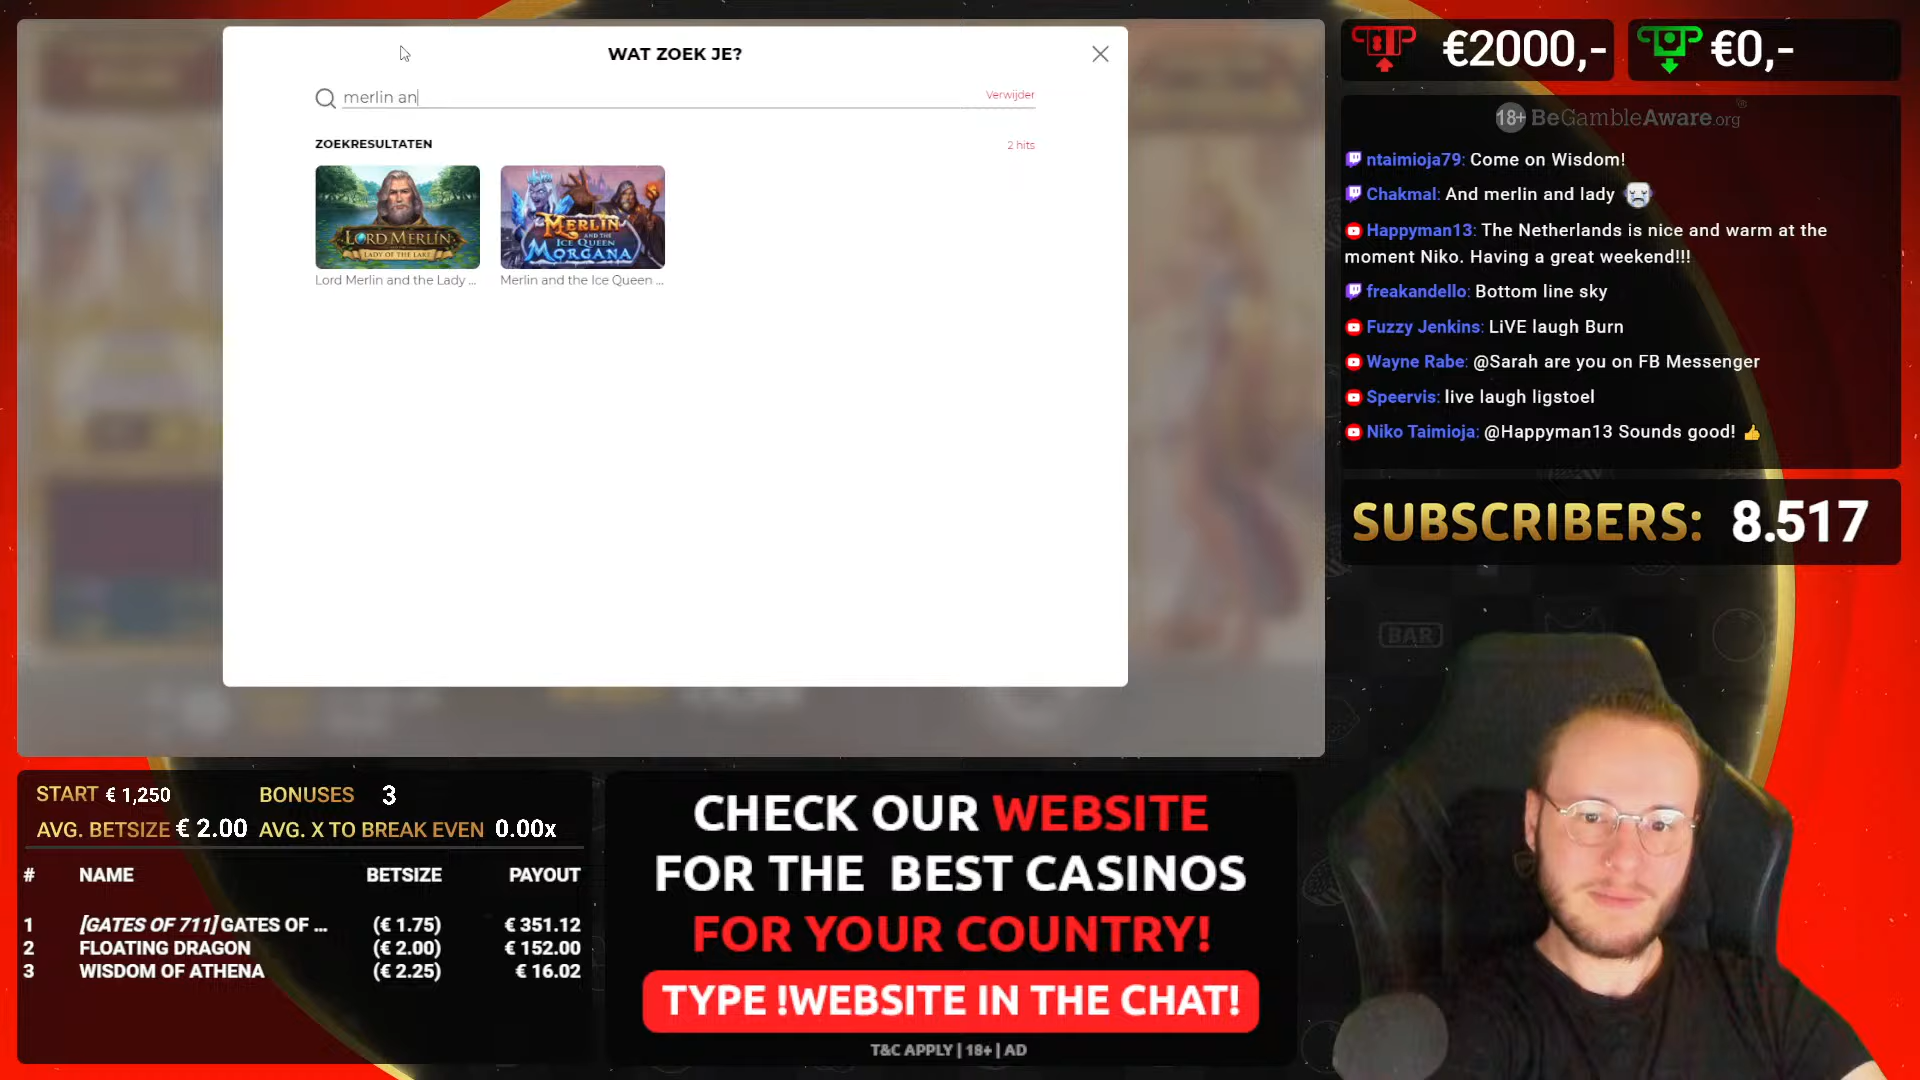 WAT ZOEK JE?
merlin an
Verwijder
ZOEKRESULTATEN
2 hits
LORD MERLIN
LADY OF THE LAKE
MERLIN
AND THE
ICE QUEEN
MORGANA
Lord Merlin and the Lady ...
Merlin and the Ice Queen ...
€2000,-
€0,-
18+ BeGambleAware.org
®
ntaimioja79: Come on Wisdom!
Chakmal: And merlin and lady
Happyman13: The Netherlands is nice and warm at the
moment Niko. Having a great weekend!!!
freakandello: Bottom line sky
Fuzzy Jenkins: LiVE laugh Burn
Wayne Rabe: @Sarah are you on FB Messenger
Speervis: live laugh ligstoel
Niko Taimioja: @Happyman13 Sounds good! 👍
SUBSCRIBERS: 8.517
BAR
START € 1,250 BONUSES 3
AVG. BETSIZE € 2.00 AVG. X TO BREAK EVEN 0.00x
# NAME BETSIZE PAYOUT
1 [GATES OF 711] GATES OF ... (€ 1.75) € 351.12
2 FLOATING DRAGON (€ 2.00) € 152.00
3 WISDOM OF ATHENA (€ 2.25) € 16.02
CHECK OUR WEBSITE
FOR THE BEST CASINOS
FOR YOUR COUNTRY!
TYPE !WEBSITE IN THE CHAT!
T&C APPLY | 18+ | AD